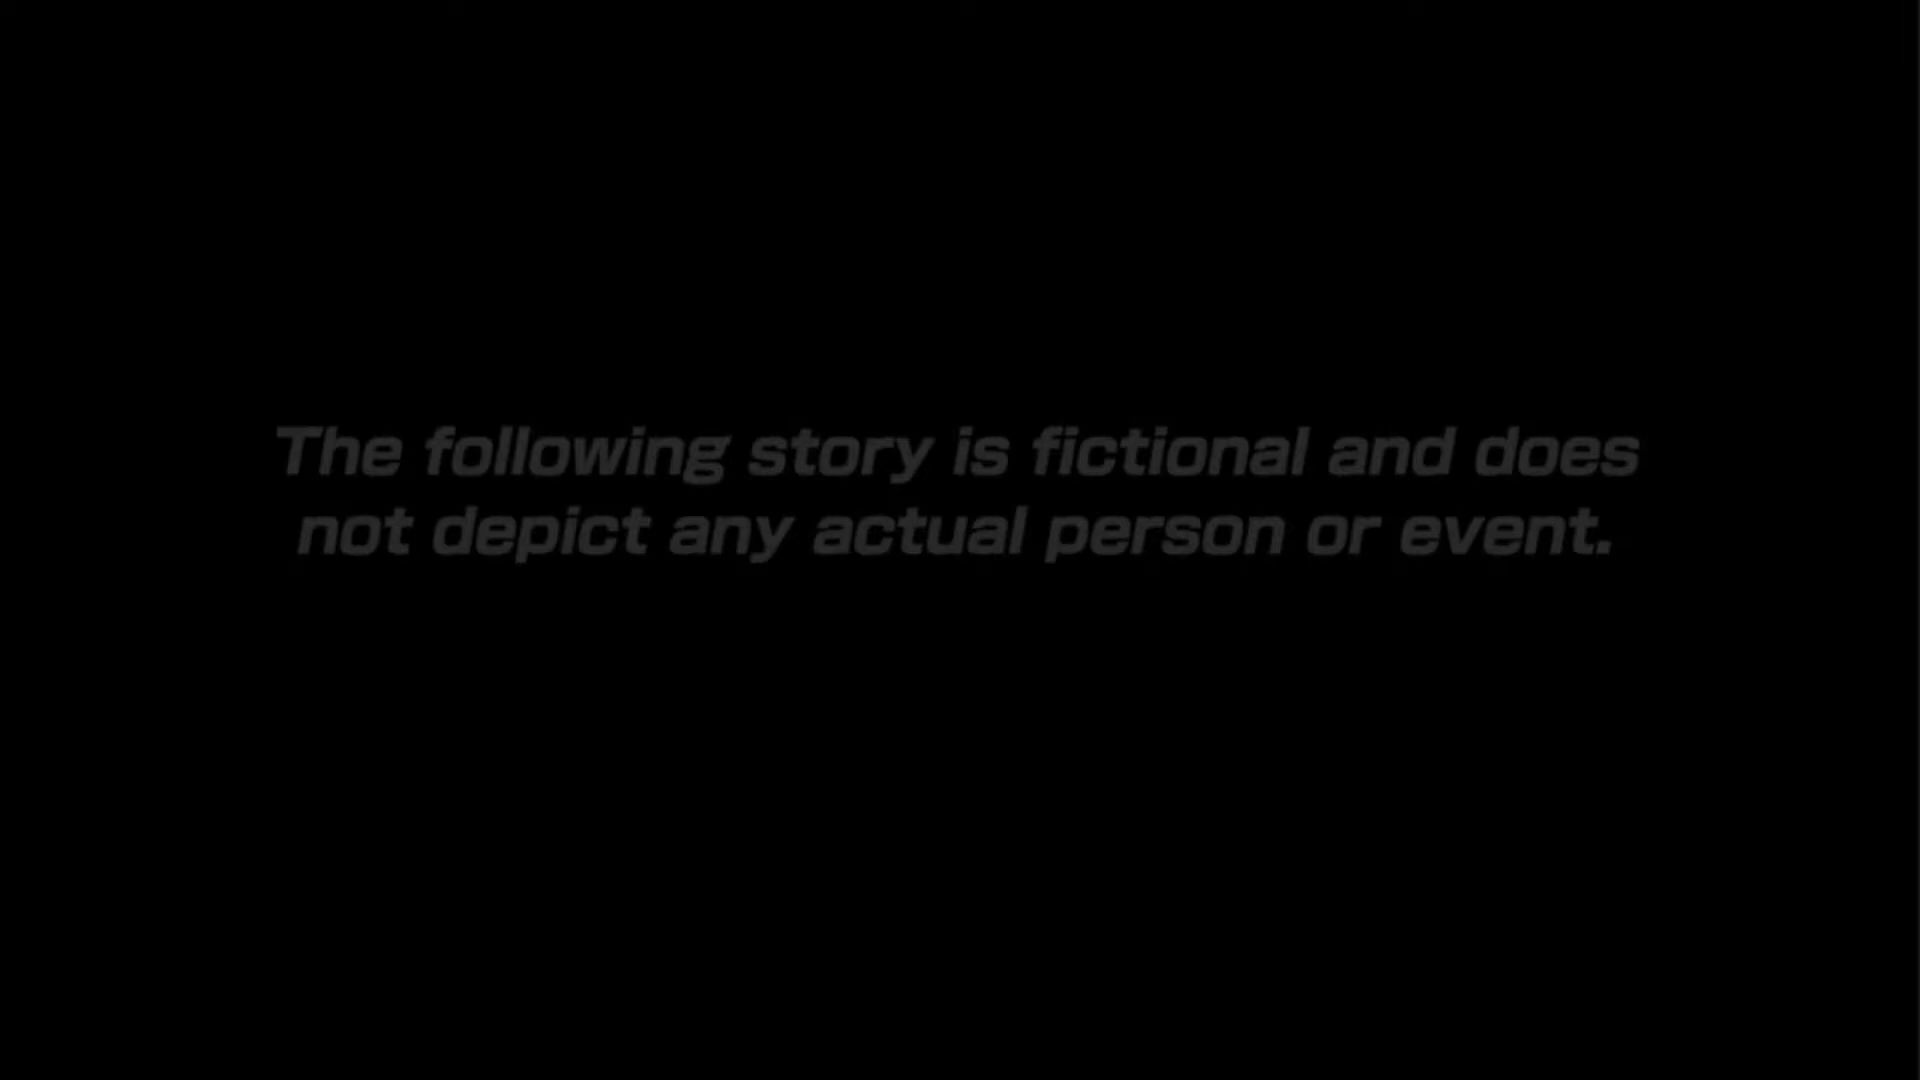 The following story is fictional and does
not depict any actual person or event.